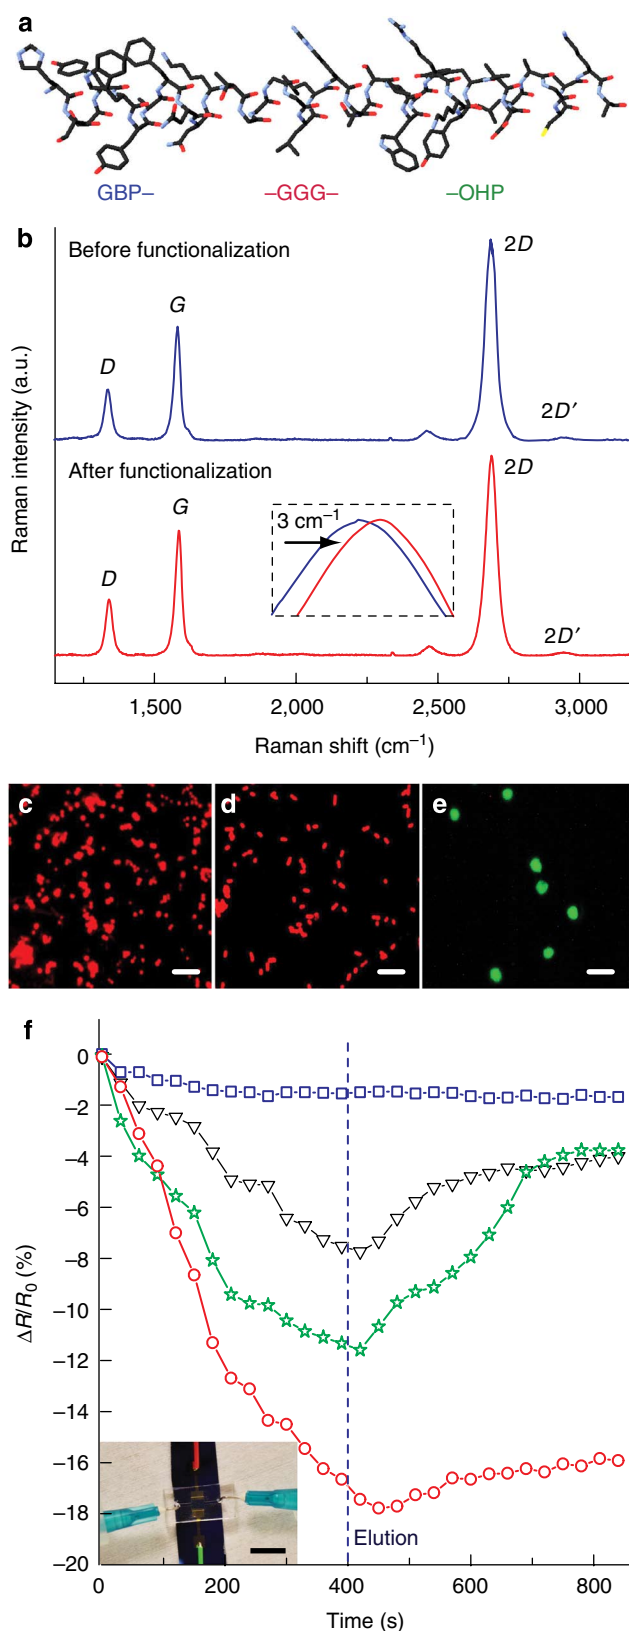 a
GBP–
–GGG–
–OHP
b
Before functionalization
2D
G
D
2D′
After functionalization
2D
G
3 cm⁻¹
D
2D′
Raman intensity (a.u.)
1,500
2,000
2,500
3,000
Raman shift (cm⁻¹)
c
d
e
f
0
−2
−4
−6
−8
−10
−12
−14
−16
−18
−20
ΔR/R₀ (%)
Elution
0
200
400
600
800
Time (s)